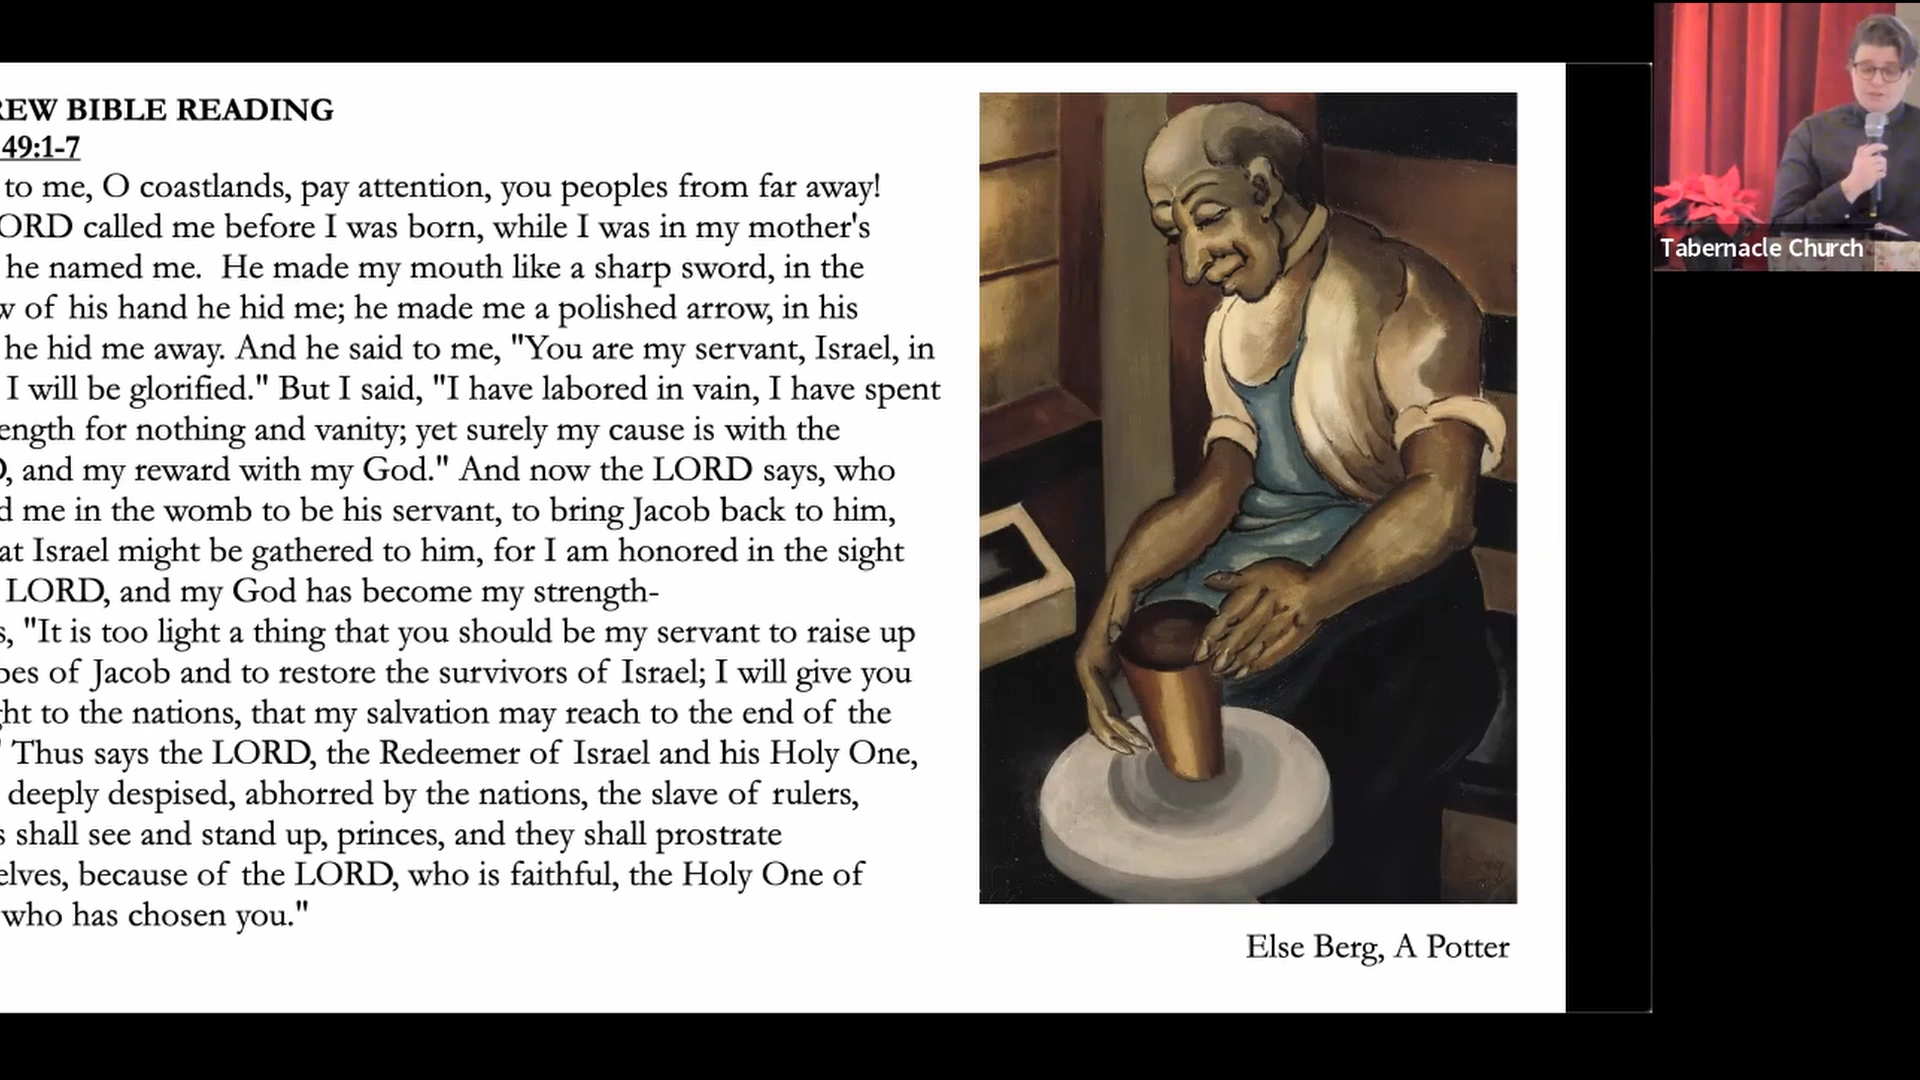 REW BIBLE READING
49:1-7
to me, O coastlands, pay attention, you peoples from far away!
ORD called me before I was born, while I was in my mother's
he named me. He made my mouth like a sharp sword, in the
w of his hand he hid me; he made me a polished arrow, in his
he hid me away. And he said to me, "You are my servant, Israel, in
I will be glorified." But I said, "I have labored in vain, I have spent
ength for nothing and vanity; yet surely my cause is with the
D, and my reward with my God." And now the LORD says, who
d me in the womb to be his servant, to bring Jacob back to him,
at Israel might be gathered to him, for I am honored in the sight
LORD, and my God has become my strength-
s, "It is too light a thing that you should be my servant to raise up
bes of Jacob and to restore the survivors of Israel; I will give you
ght to the nations, that my salvation may reach to the end of the
" Thus says the LORD, the Redeemer of Israel and his Holy One,
deeply despised, abhorred by the nations, the slave of rulers,
s shall see and stand up, princes, and they shall prostrate
elves, because of the LORD, who is faithful, the Holy One of
who has chosen you."
Else Berg, A Potter
Tabernacle Church